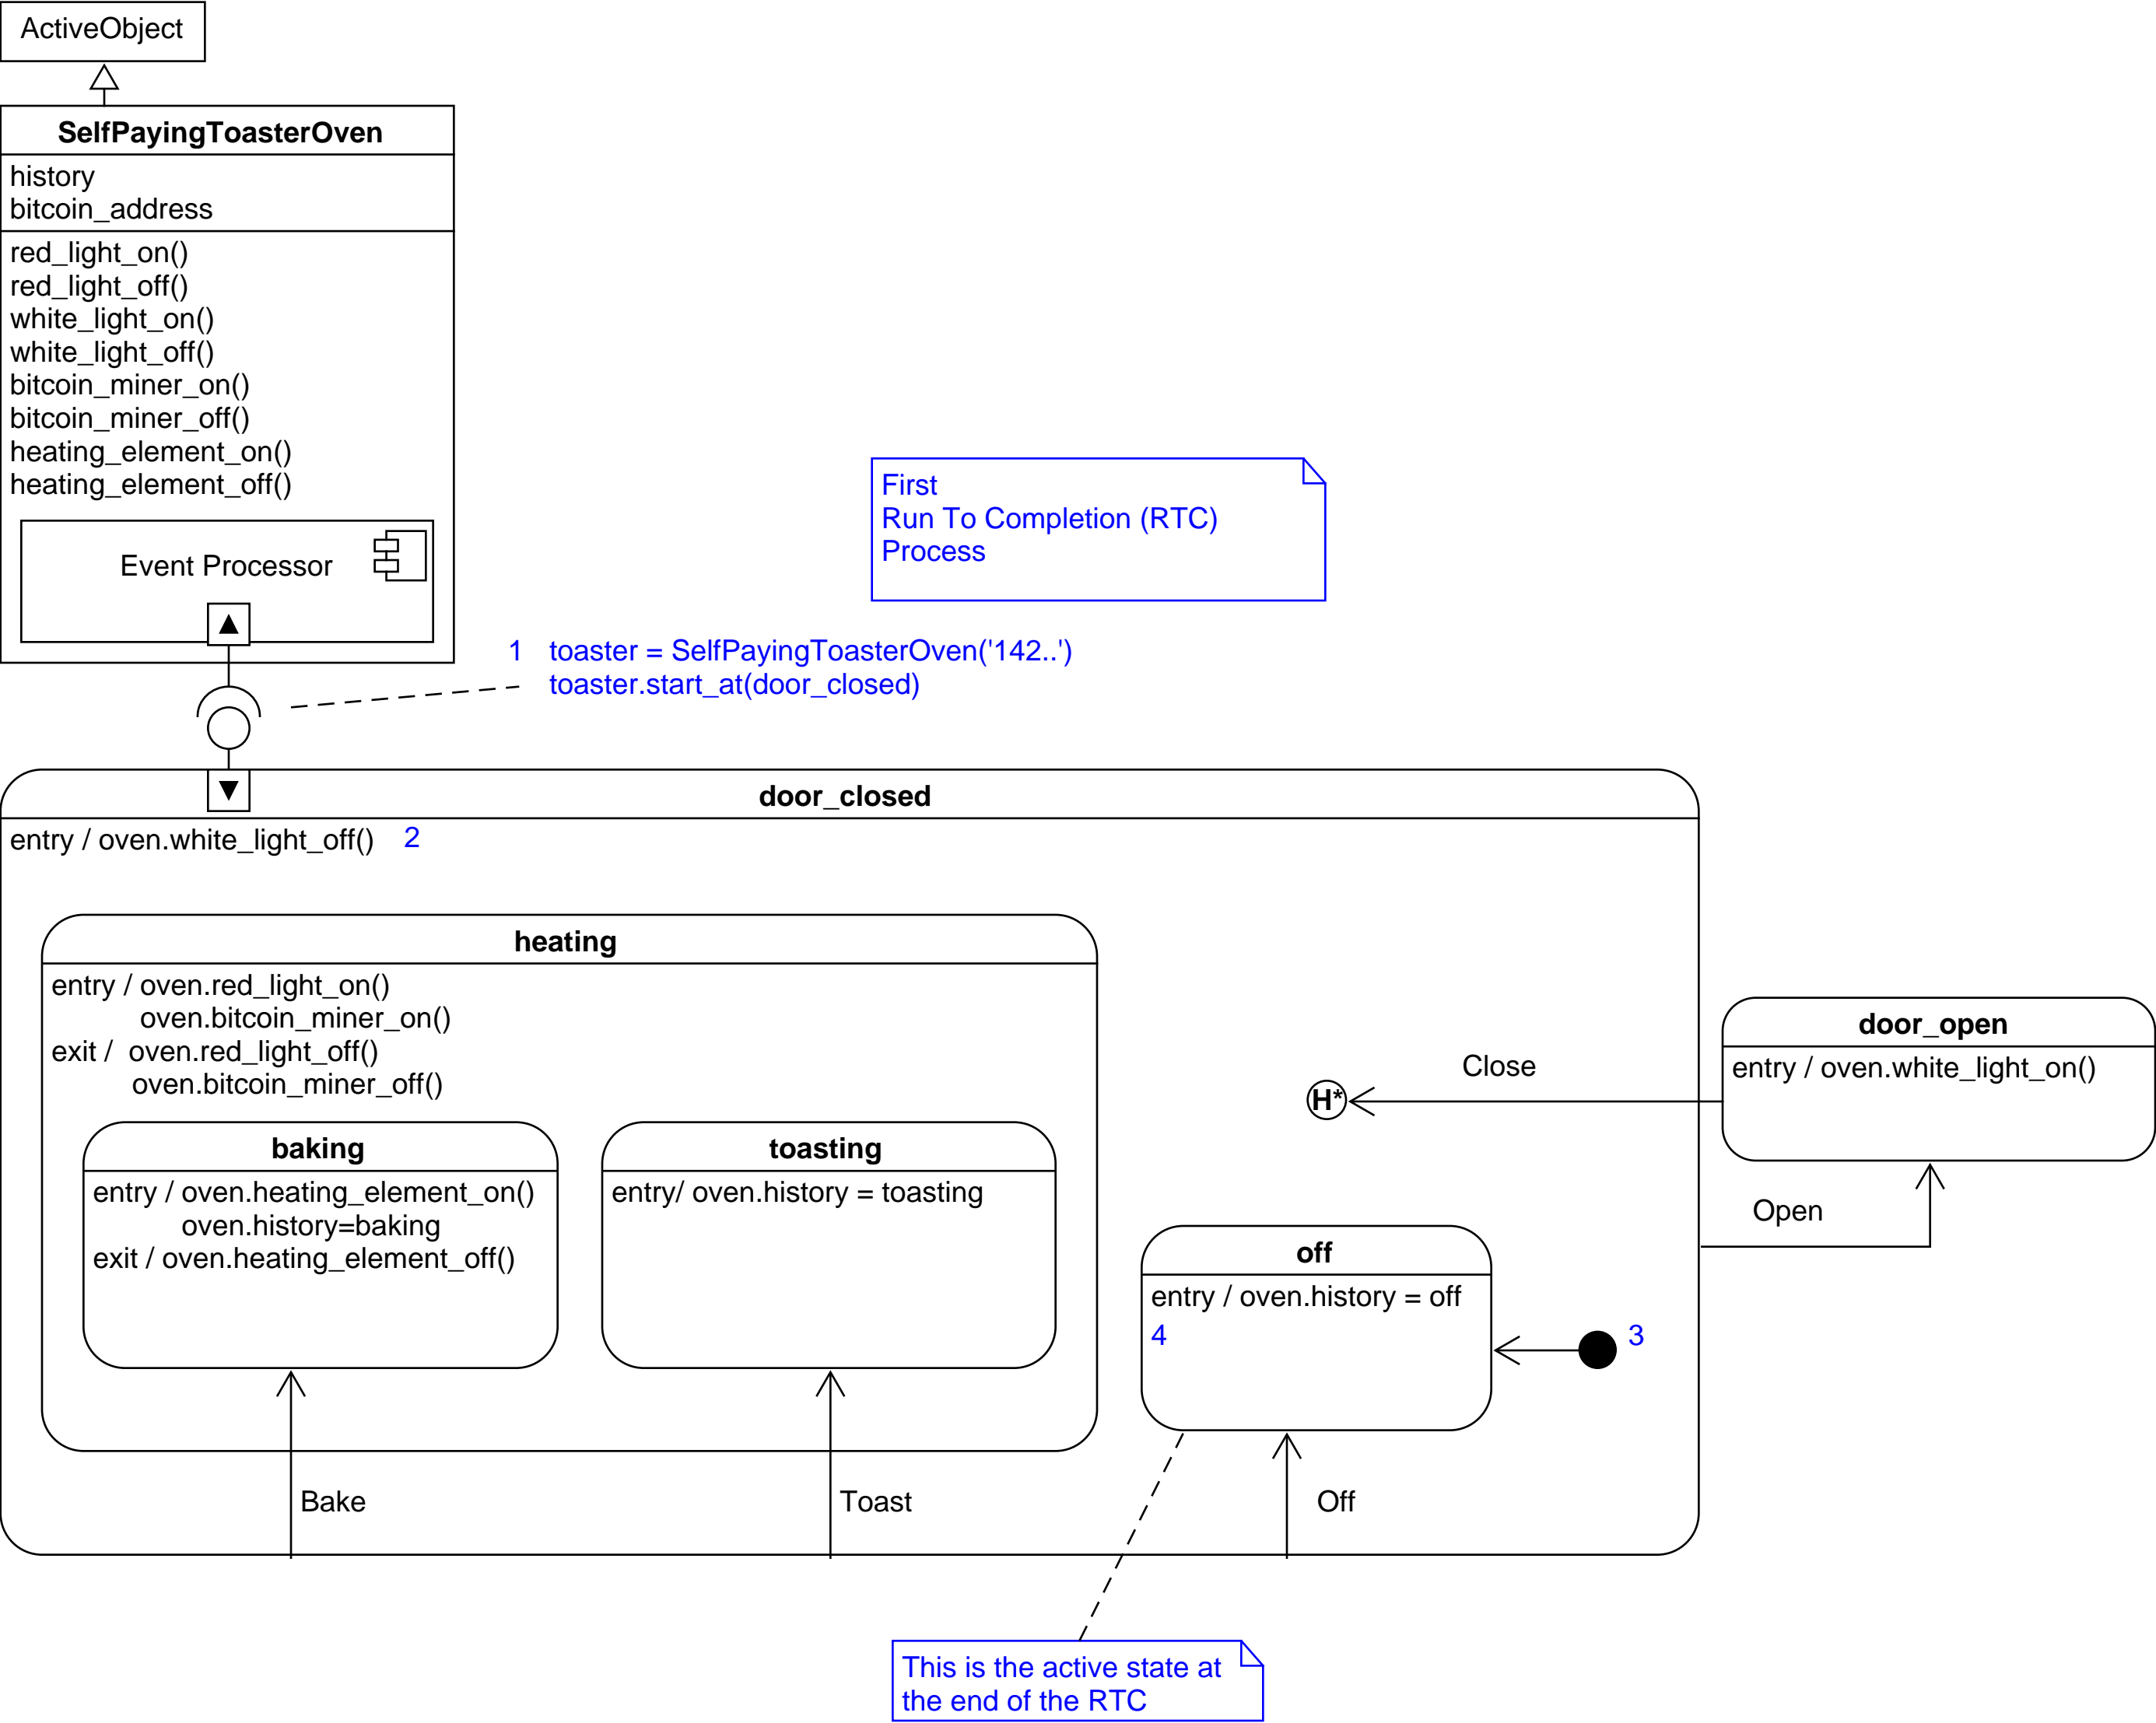 ActiveObject
SelfPayingToasterOven
history
bitcoin_address
red_light_on()
red_light_off()
white_light_on()
white_light_off()
bitcoin_miner_on()
bitcoin_miner_off()
heating_element_on()
heating_element_off()
Event Processor
First
Run To Completion (RTC)
Process
1 toaster = SelfPayingToasterOven('142..')
toaster.start_at(door_closed)
door_closed
entry / oven.white_light_off() 2
heating
entry / oven.red_light_on()
oven.bitcoin_miner_on()
exit / oven.red_light_off()
oven.bitcoin_miner_off()
baking
entry / oven.heating_element_on()
oven.history=baking
exit / oven.heating_element_off()
toasting
entry/ oven.history = toasting
H*
Close
door_open
entry / oven.white_light_on()
Open
off
entry / oven.history = off
4
3
Bake
Toast
Off
This is the active state at
the end of the RTC